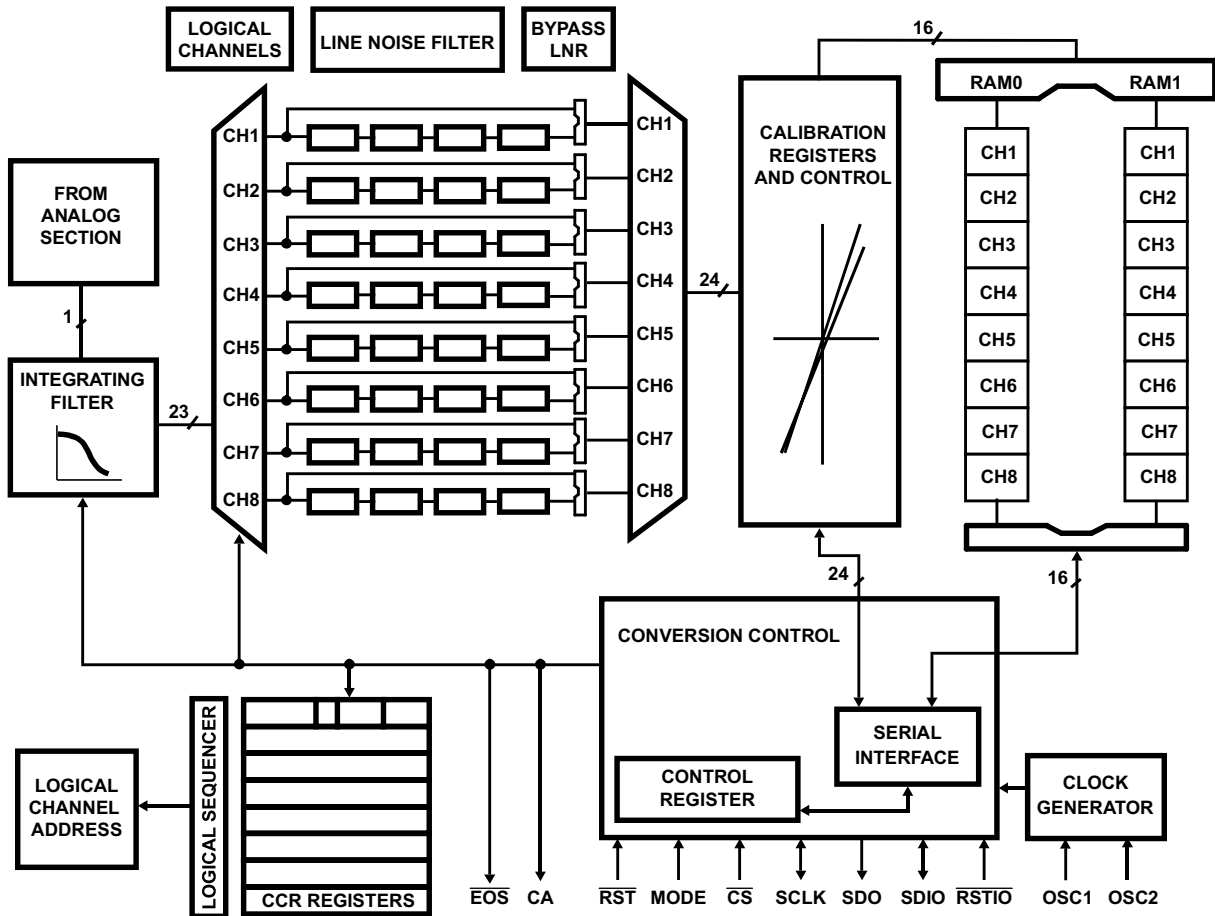 LOGICAL
CHANNELS
LINE NOISE FILTER
BYPASS
LNR
16
RAM0
RAM1
FROM
ANALOG
SECTION
1
INTEGRATING
FILTER
23
CH1
CH2
CH3
CH4
CH5
CH6
CH7
CH8
CH1
CH2
CH3
CH4
CH5
CH6
CH7
CH8
24
CALIBRATION
REGISTERS
AND CONTROL
CH1
CH2
CH3
CH4
CH5
CH6
CH7
CH8
CH1
CH2
CH3
CH4
CH5
CH6
CH7
CH8
24
16
CONVERSION CONTROL
SERIAL
INTERFACE
CONTROL
REGISTER
CLOCK
GENERATOR
LOGICAL
CHANNEL
ADDRESS
LOGICAL SEQUENCER
CCR REGISTERS
E̅O̅S̅
CA
R̅S̅T̅
MODE
C̅S̅
SCLK
SDO
SDIO
R̅S̅T̅I̅O̅
OSC1
OSC2